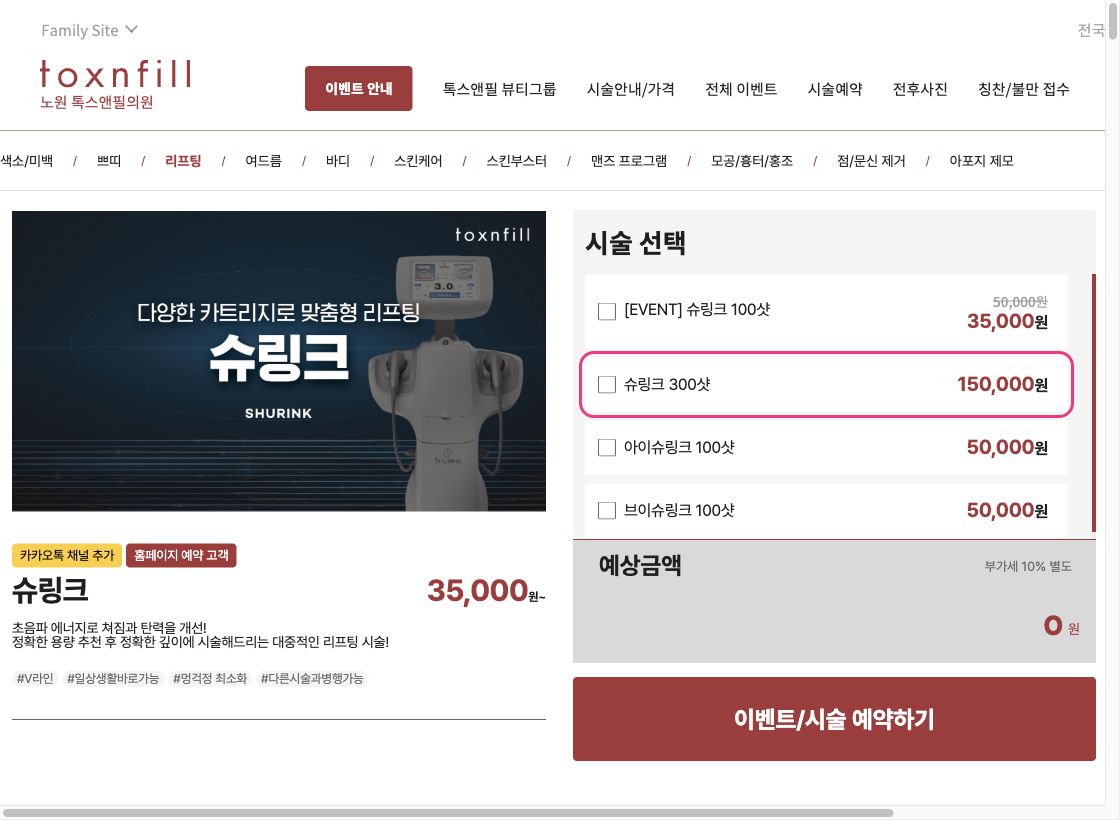 Family Site
전국
toxnfill
노원 톡스앤필의원
이벤트 안내
톡스앤필 뷰티그룹
시술안내/가격
전체 이벤트
시술예약
전후사진
칭찬/불만 접수
색소/미백 / 쁘띠 / 리프팅 / 여드름 / 바디 / 스킨케어 / 스킨부스터 / 맨즈 프로그램 / 모공/흉터/홍조 / 점/문신 제거 / 아포지 제모
toxnfill
다양한 카트리지로 맞춤형 리프팅
슈링크
SHURINK
3.0
SHURINK
카카오톡 채널 추가
홈페이지 예약 고객
슈링크
35,000원~
초음파 에너지로 쳐짐과 탄력을 개선!
정확한 용량 추천 후 정확한 깊이에 시술해드리는 대중적인 리프팅 시술!
#V라인 #일상생활바로가능 #멍걱정 최소화 #다른시술과병행가능
시술 선택
[EVENT] 슈링크 100샷
50,000원
35,000원
슈링크 300샷
150,000원
아이슈링크 100샷
50,000원
브이슈링크 100샷
50,000원
예상금액
부가세 10% 별도
0 원
이벤트/시술 예약하기